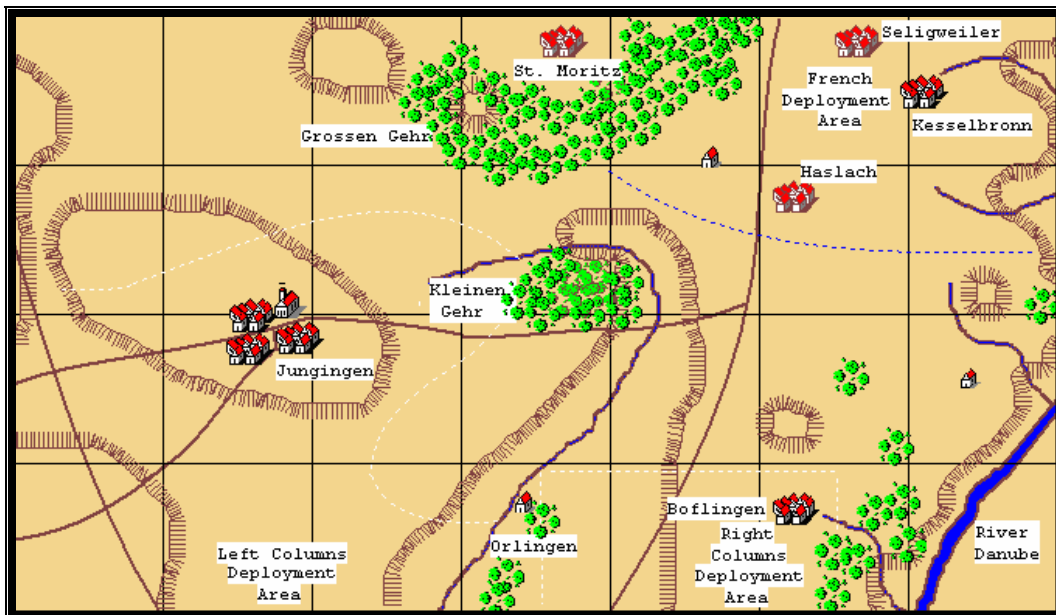 Seligweiler
St. Moritz
French
Deployment
Area
Kesselbronn
Grossen Gehr
Haslach
Kleinen
Gehr
Jungingen
Boflingen
Orlingen
Right
Columns
Deployment
Area
Left Columns
Deployment
Area
River
Danube